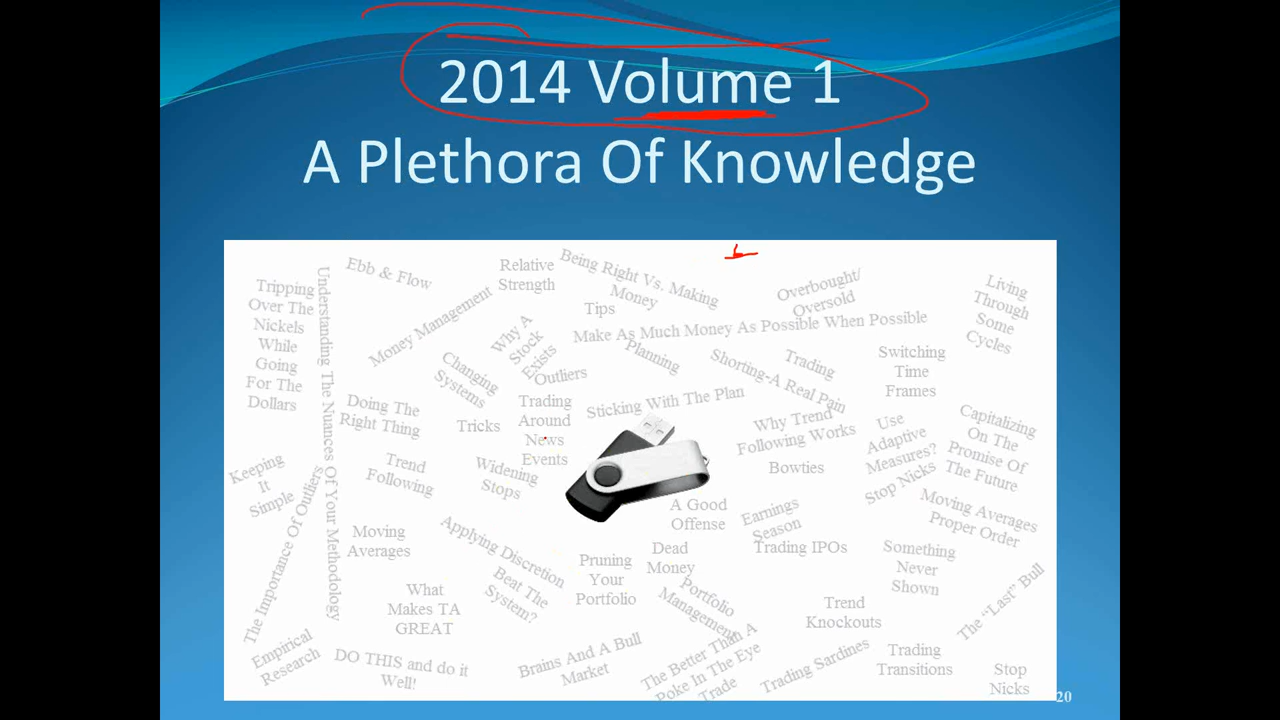 2014 Volume 1
A Plethora Of Knowledge
Tripping
Over The
Nickels
While
Going
For The
Dollars
Understanding The Nuances Of Your Methodology
Ebb & Flow
Money Management
Relative
Strength
Being Right Vs. Making
Money
Tips
Overbought/
Oversold
Living
Through
Some
Cycles
Make As Much Money As Possible When Possible
Why A
Stock
Exists
Changing
Systems
Outliers
Planning
Shorting-A Real Pain
Trading
Switching
Time
Frames
Doing The
Right Thing
Tricks
Trading
Around
News
Events
Sticking With The Plan
Why Trend
Following Works
Use
Adaptive
Measures?
Stop Nicks
Capitalizing
On The
Promise Of
The Future
Keeping
It
Simple
The Importance Of Outliers
Trend
Following
Widening
Stops
Bowties
Moving Averages
Proper Order
A Good
Offense
Earnings
Season
Moving
Averages
Applying Discretion
Beat The
System?
Pruning
Your
Portfolio
Dead
Money
Trading IPOs
Something
Never
Shown
What
Makes TA
GREAT
Portfolio
Management
Trend
Knockouts
The "Last" Bull
Empirical
Research
DO THIS and do it
Well!
Brains And A Bull
Market
The Better Than A
Poke In The Eye
Trade
Trading Sardines
Trading
Transitions
Stop
Nicks
20